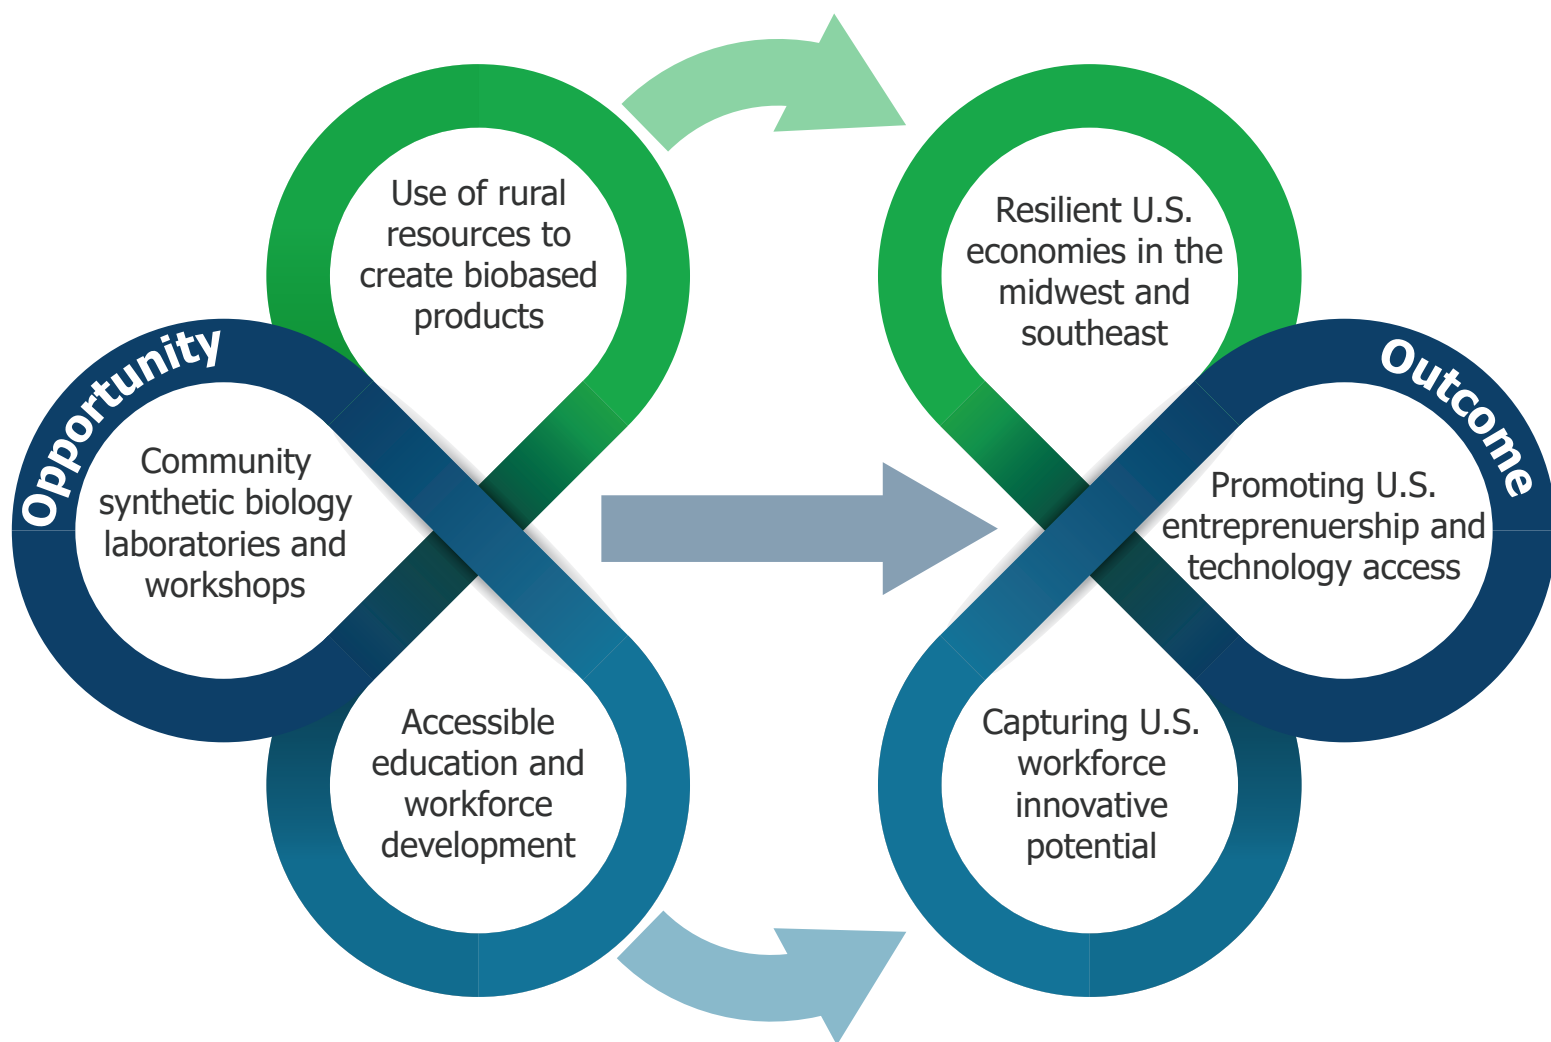 Opportunity
Use of rural
resources to
create biobased
products
Community
synthetic biology
laboratories and
workshops
Accessible
education and
workforce
development
Outcome
Resilient U.S.
economies in the
midwest and
southeast
Promoting U.S.
entreprenuership and
technology access
Capturing U.S.
workforce
innovative
potential